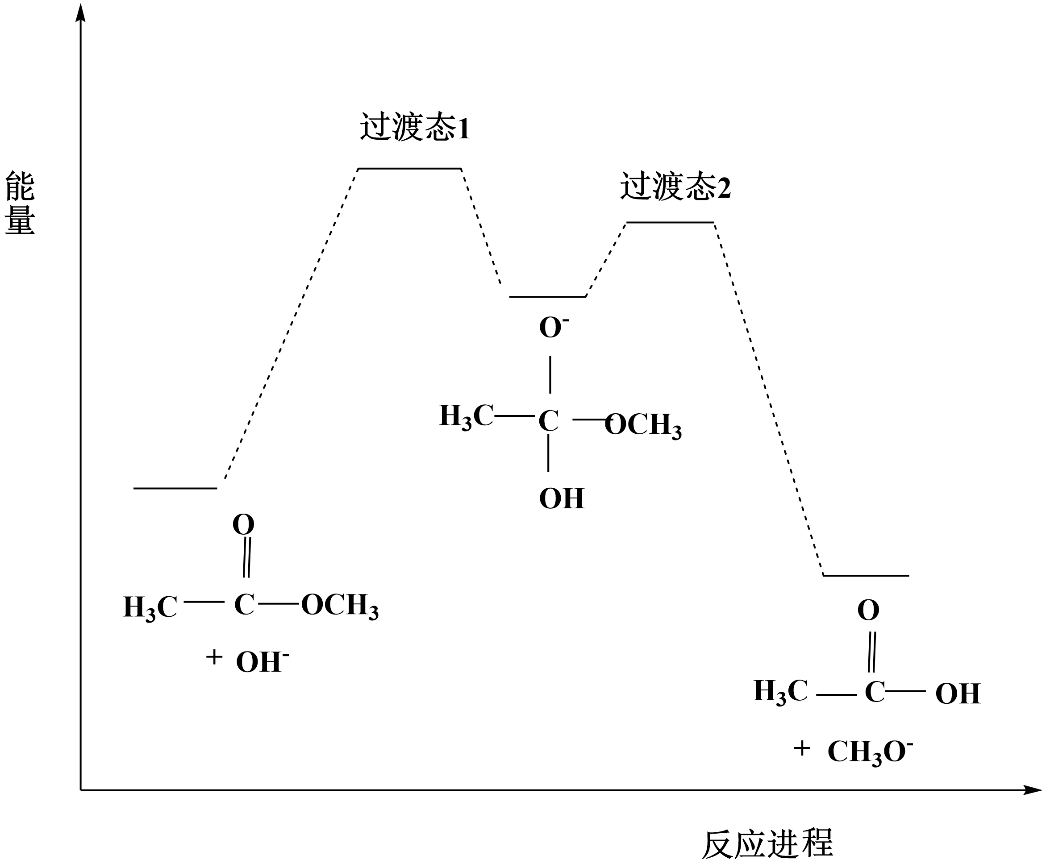 过渡态1
能量
过渡态2
O⁻
H₃C—C—OCH₃
OH
O
H₃C—C—OCH₃
+ OH⁻
O
H₃C—C—OH
+ CH₃O⁻
反应进程